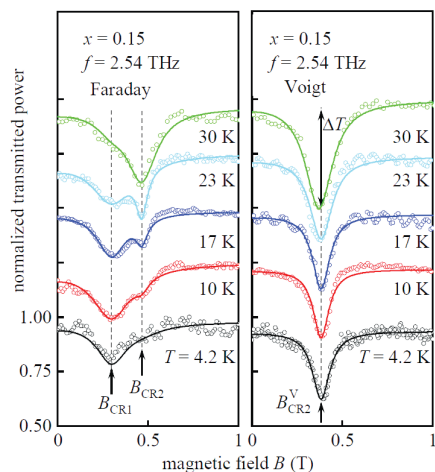 x = 0.15
f = 2.54 THz
Faraday
30 K
23 K
17 K
10 K
T = 4.2 K
B_CR1
B_CR2
x = 0.15
f = 2.54 THz
Voigt
ΔT
30 K
23 K
17 K
10 K
T = 4.2 K
B^V_CR2
normalized transmitted power
1.00
0.75
0.50
0
0.5
1
0
0.5
1
magnetic field B (T)